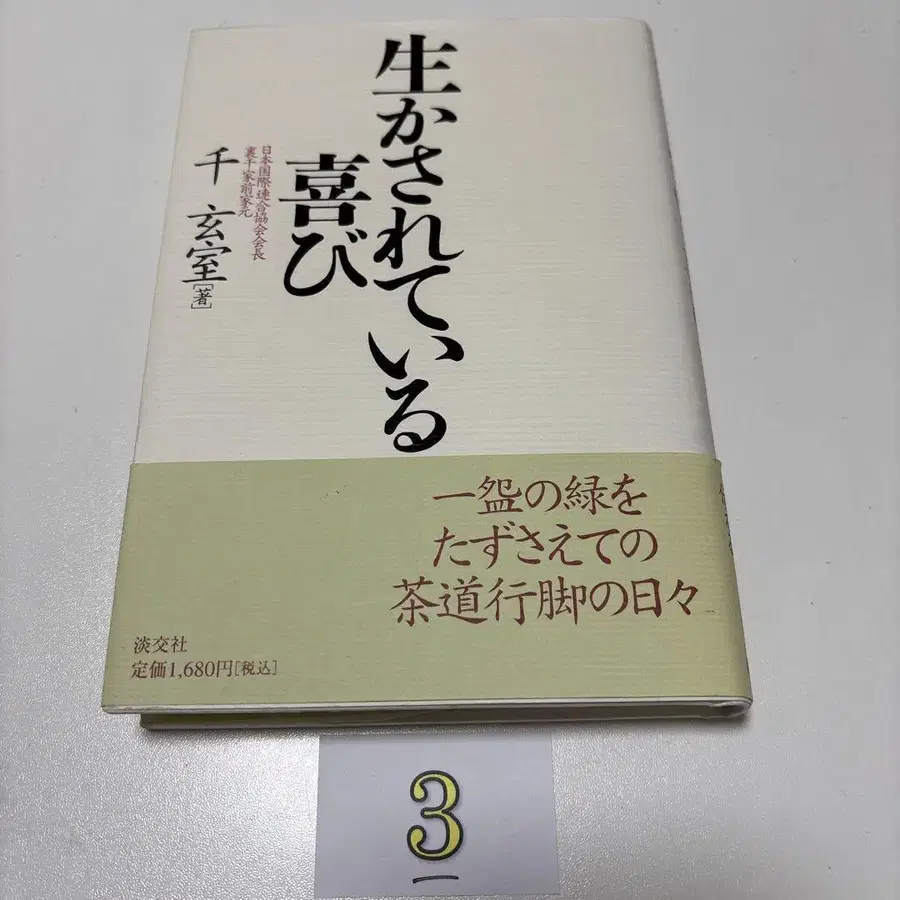 生かされている
喜び
日本国際連合協会会長
裏千家前家元
千 玄室[著]
一盌の緑を
たずさえての
茶道行脚の日々
淡交社
定価1,680円[税込]
3